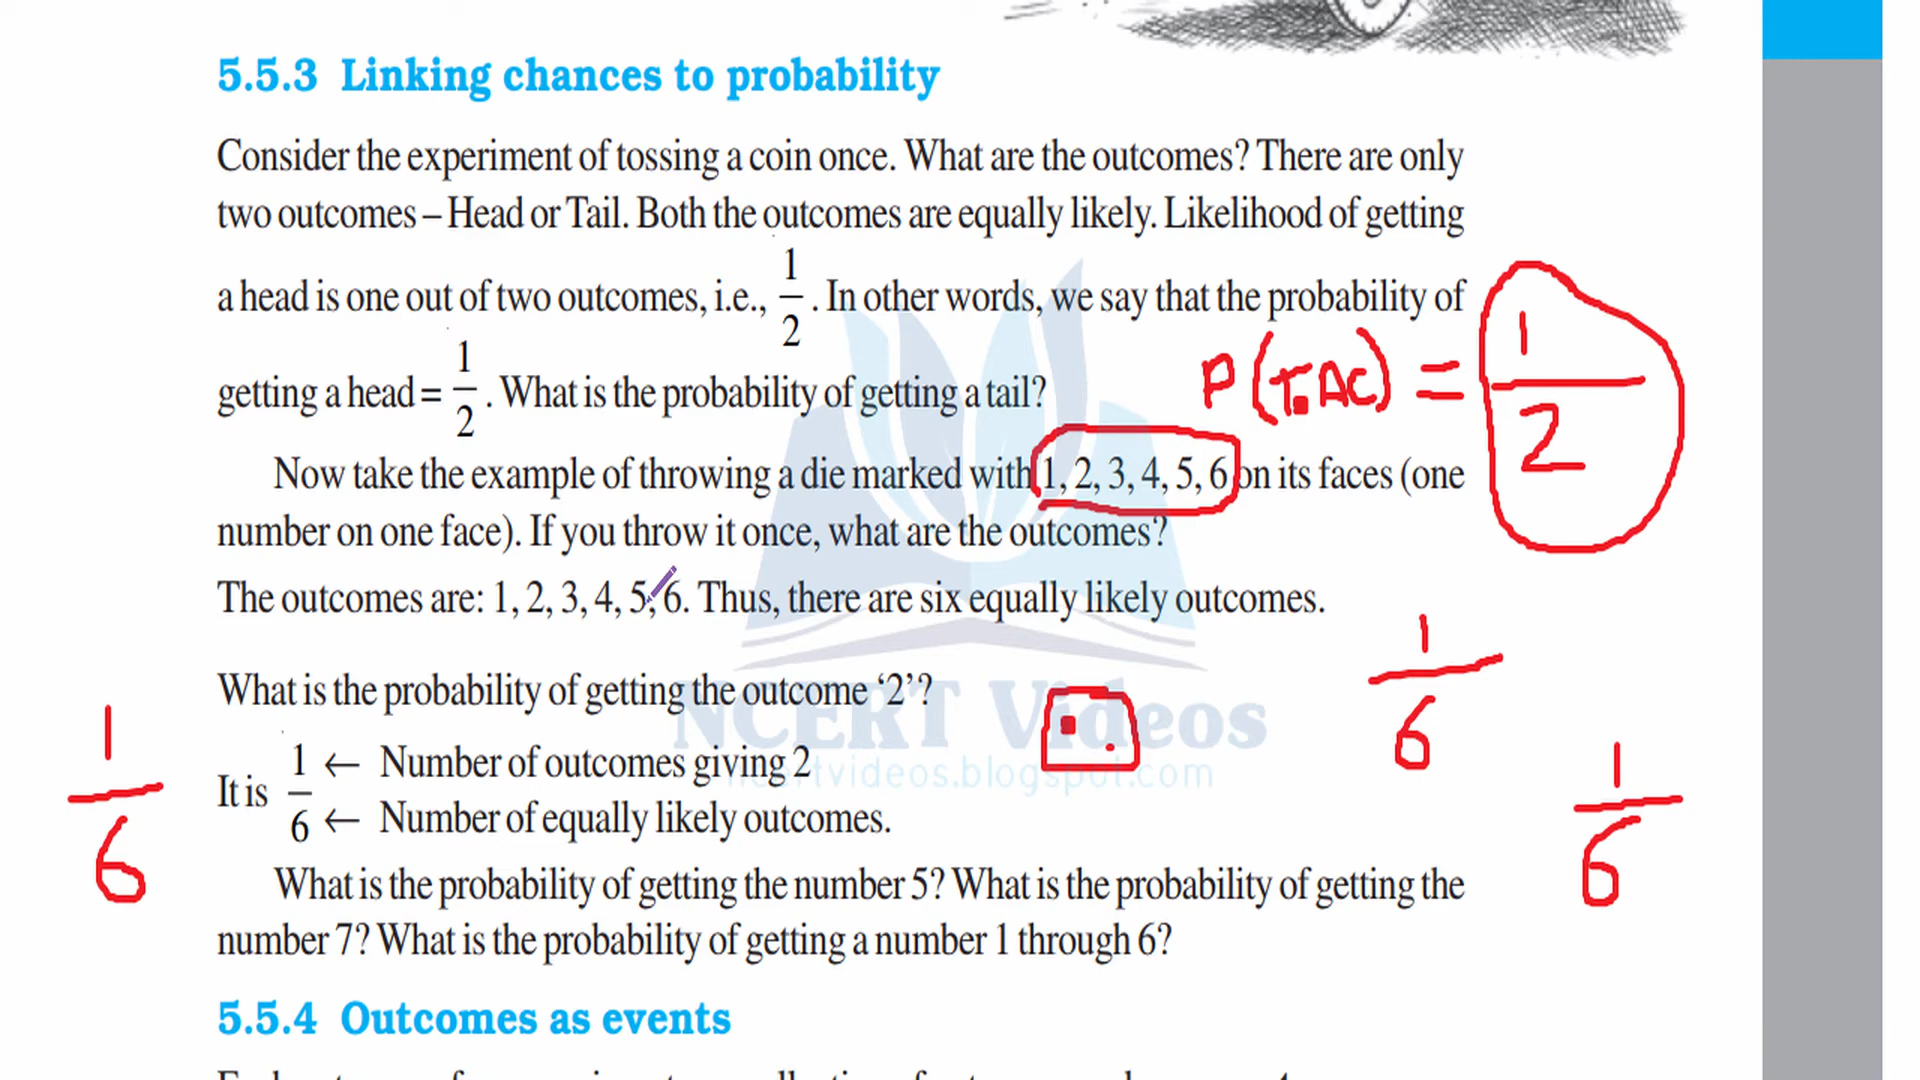 5.5.3 Linking chances to probability
Consider the experiment of tossing a coin once. What are the outcomes? There are only
two outcomes – Head or Tail. Both the outcomes are equally likely. Likelihood of getting
a head is one out of two outcomes, i.e., 1/2. In other words, we say that the probability of
getting a head = 1/2. What is the probability of getting a tail?
P(T.AC) = 1/2
Now take the example of throwing a die marked with 1, 2, 3, 4, 5, 6 on its faces (one
number on one face). If you throw it once, what are the outcomes?
The outcomes are: 1, 2, 3, 4, 5, 6. Thus, there are six equally likely outcomes.
1/6
What is the probability of getting the outcome ‘2’?
NCERT Videos
ncertvideos.blogspot.com
1/6
It is 1/6
1 ← Number of outcomes giving 2
6 ← Number of equally likely outcomes.
1/6
What is the probability of getting the number 5? What is the probability of getting the
number 7? What is the probability of getting a number 1 through 6?
5.5.4 Outcomes as events